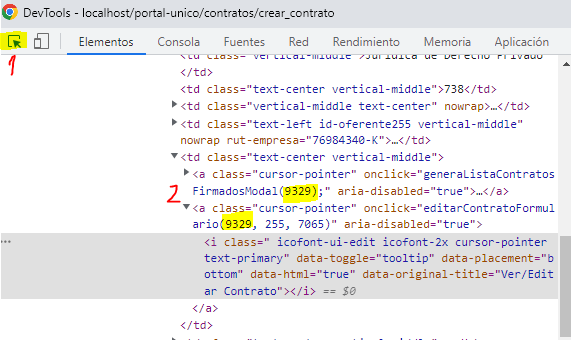 DevTools - localhost/portal-unico/contratos/crear_contrato
Elementos Consola Fuentes Red Rendimiento Memoria Aplicación
1
<td class="vertical-middle">Jurídica de Derecho Privado
</td>
<td class="text-center vertical-middle">738</td>
<td class="vertical-middle text-center" nowrap>…</td>
<td class="text-left id-oferente255 vertical-middle"
nowrap rut-empresa="76984340-K">…</td>
<td class="text-center vertical-middle">
<a class="cursor-pointer" onclick="generaListaContratos
2
FirmadosModal(9329);" aria-disabled="true">…</a>
<a class="cursor-pointer" onclick="editarContratoFormul
ario(9329, 255, 7065)" aria-disabled="true">
… <i class=" icofont-ui-edit icofont-2x cursor-pointer
text-primary" data-toggle="tooltip" data-placement="b
ottom" data-html="true" data-original-title="Ver/Edit
ar Contrato"></i> == $0
</a>
</td>